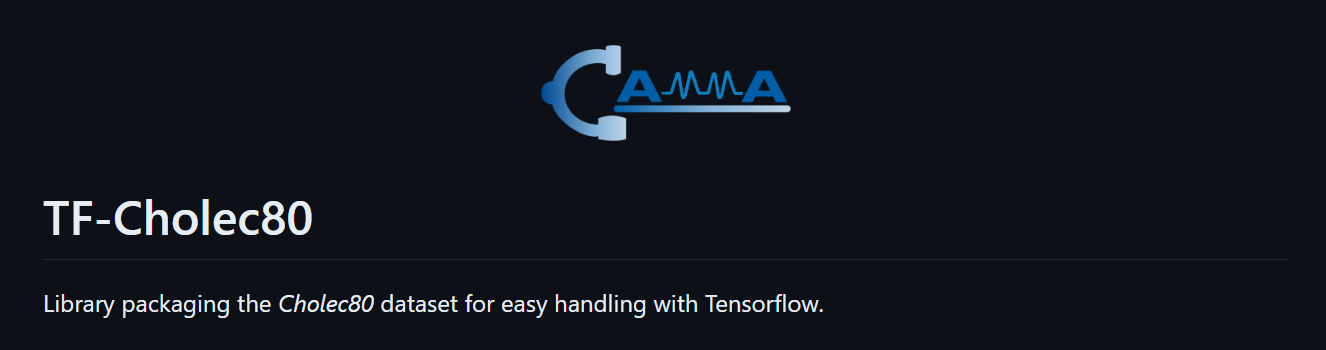 CAMMA
TF-Cholec80
Library packaging the Cholec80 dataset for easy handling with Tensorflow.